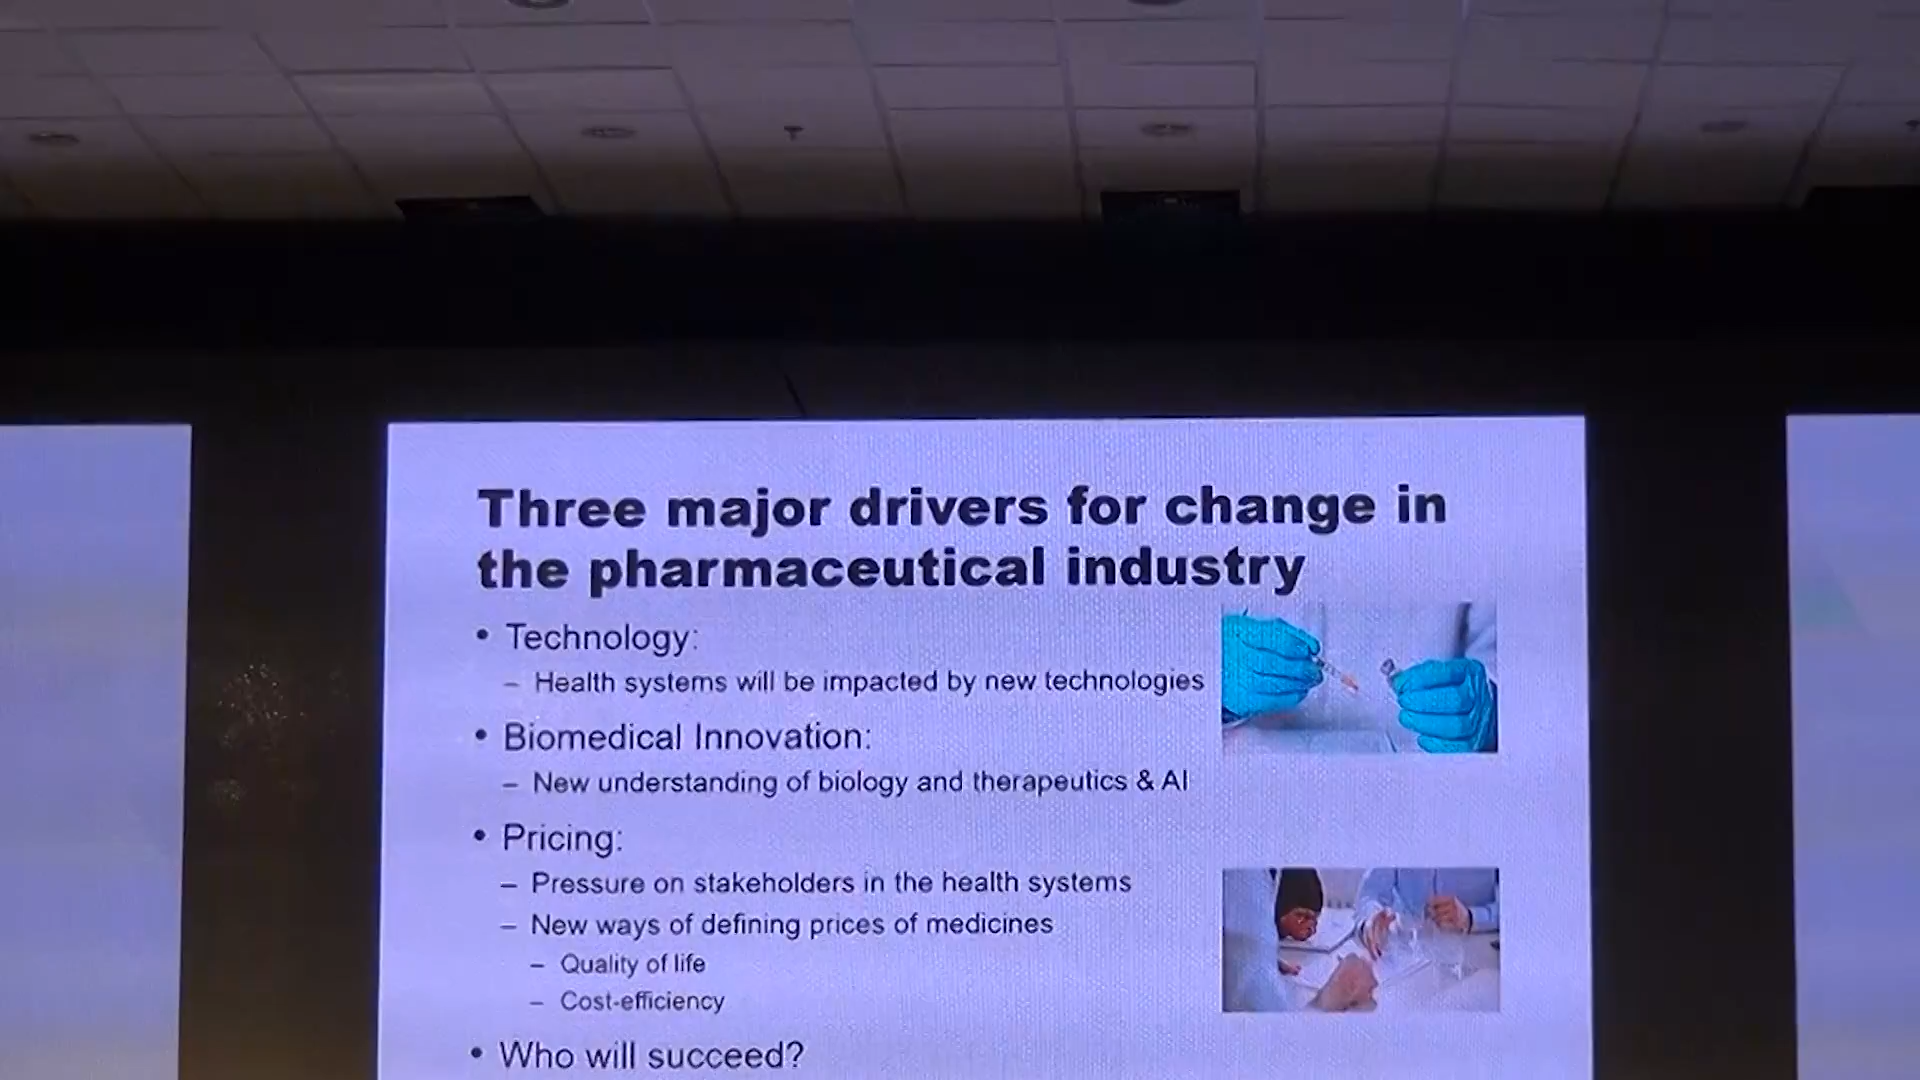 Three major drivers for change in
the pharmaceutical industry
• Technology:
– Health systems will be impacted by new technologies
• Biomedical Innovation:
– New understanding of biology and therapeutics & AI
• Pricing:
– Pressure on stakeholders in the health systems
– New ways of defining prices of medicines
– Quality of life
– Cost-efficiency
• Who will succeed?